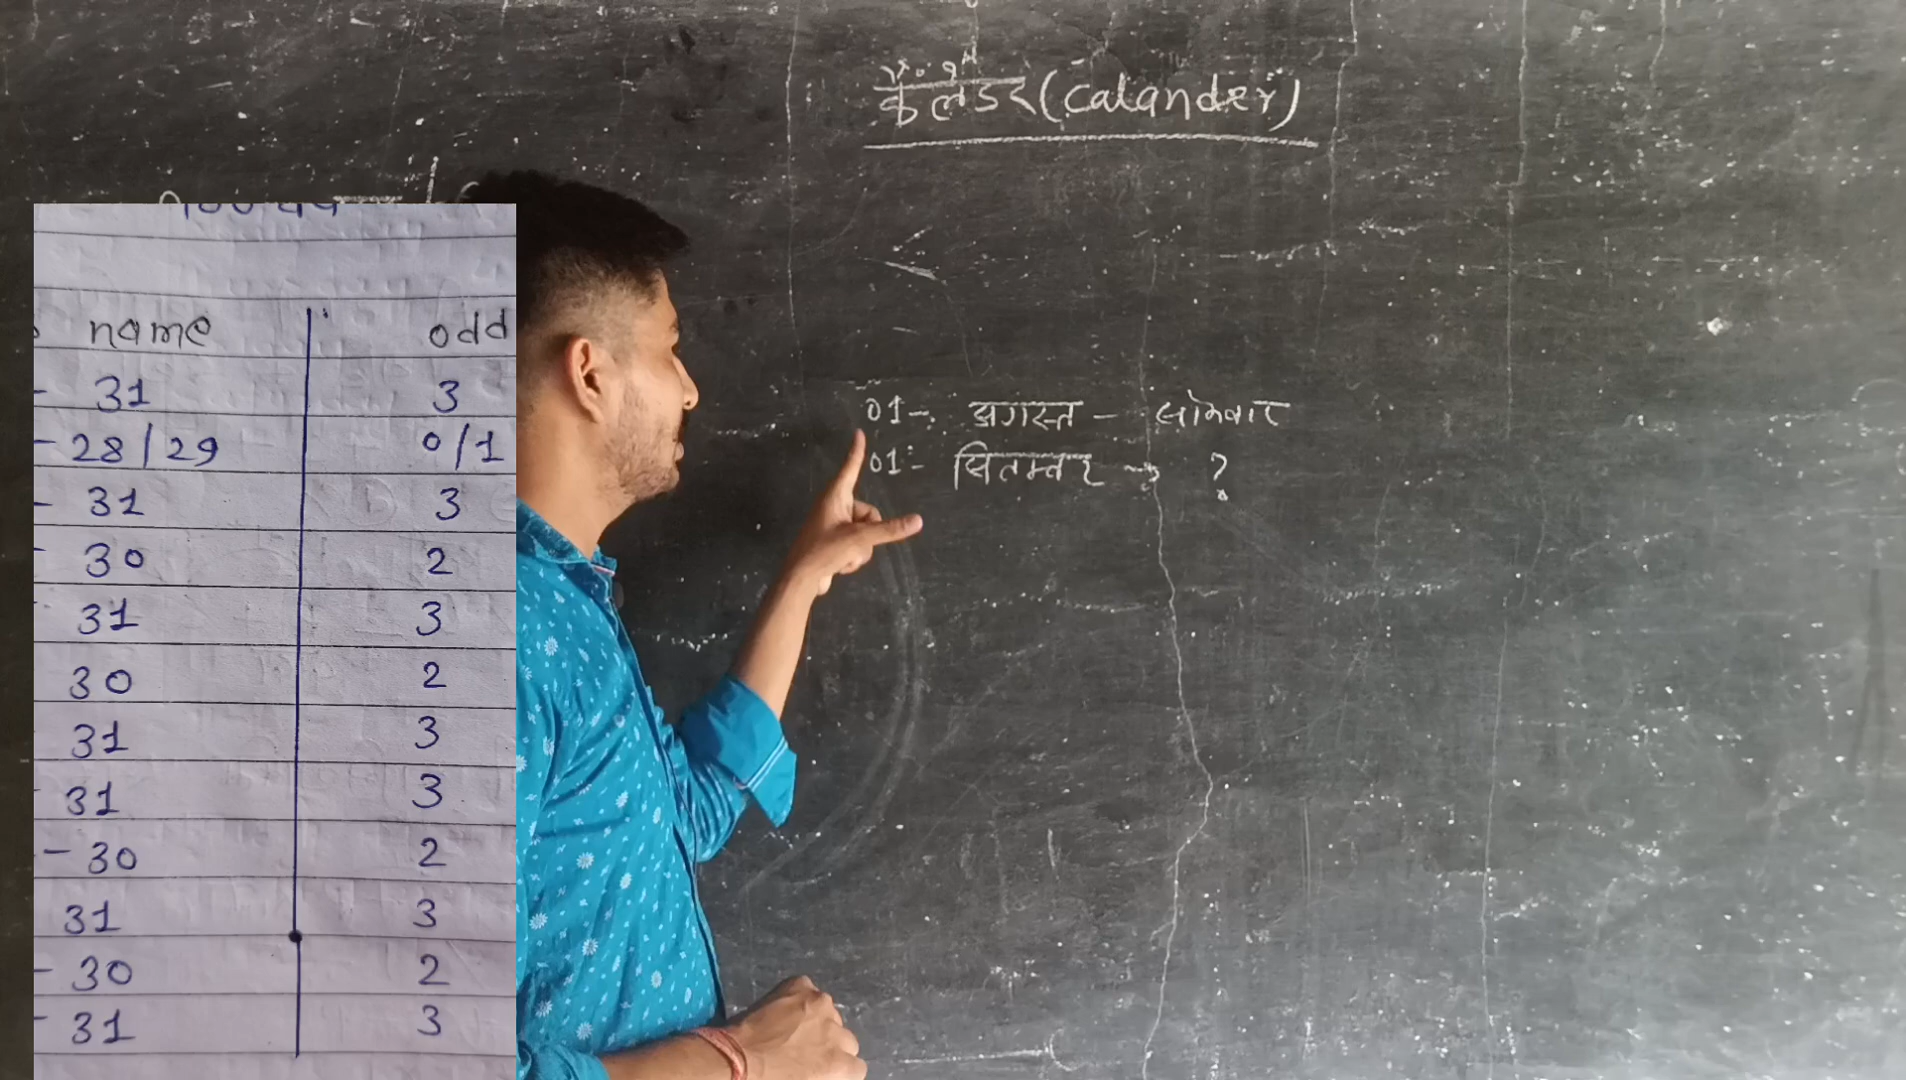 कैलेंडर (Calander)
01-. अगस्त - सोमवार
01:- सितम्बर → ?
name odd
- 31 3
- 28/29 0/1
- 31 3
- 30 2
31 3
30 2
31 3
- 31 3
- 30 2
31 3
- 30 2
- 31 3